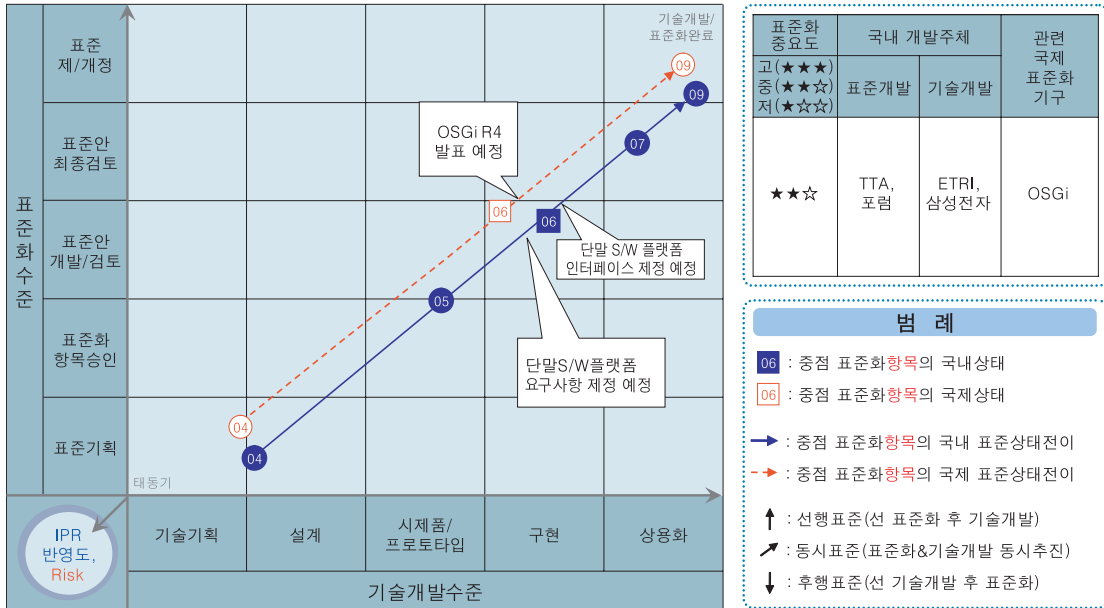 표준화수준
표준
제/개정
표준안
최종검토
표준안
개발/검토
표준화
항목승인
표준기획
기술개발/
표준화완료
09
09
07
OSGi R4
발표 예정
06
06
단말 S/W 플랫폼
인터페이스 제정 예정
05
단말S/W플랫폼
요구사항 제정 예정
04
04
태동기
IPR
반영도,
Risk
기술기획
설계
시제품/
프로토타입
구현
상용화
기술개발수준
표준화
중요도
고(★★★)
중(★★☆)
저(★☆☆)
국내 개발주체
표준개발
기술개발
관련
국제
표준화
기구
★★☆
TTA,
포럼
ETRI,
삼성전자
OSGi
범 례
06 : 중점 표준화항목의 국내상태
06 : 중점 표준화항목의 국제상태
: 중점 표준화항목의 국내 표준상태전이
: 중점 표준화항목의 국제 표준상태전이
: 선행표준(선 표준화 후 기술개발)
: 동시표준(표준화&기술개발 동시추진)
: 후행표준(선 기술개발 후 표준화)